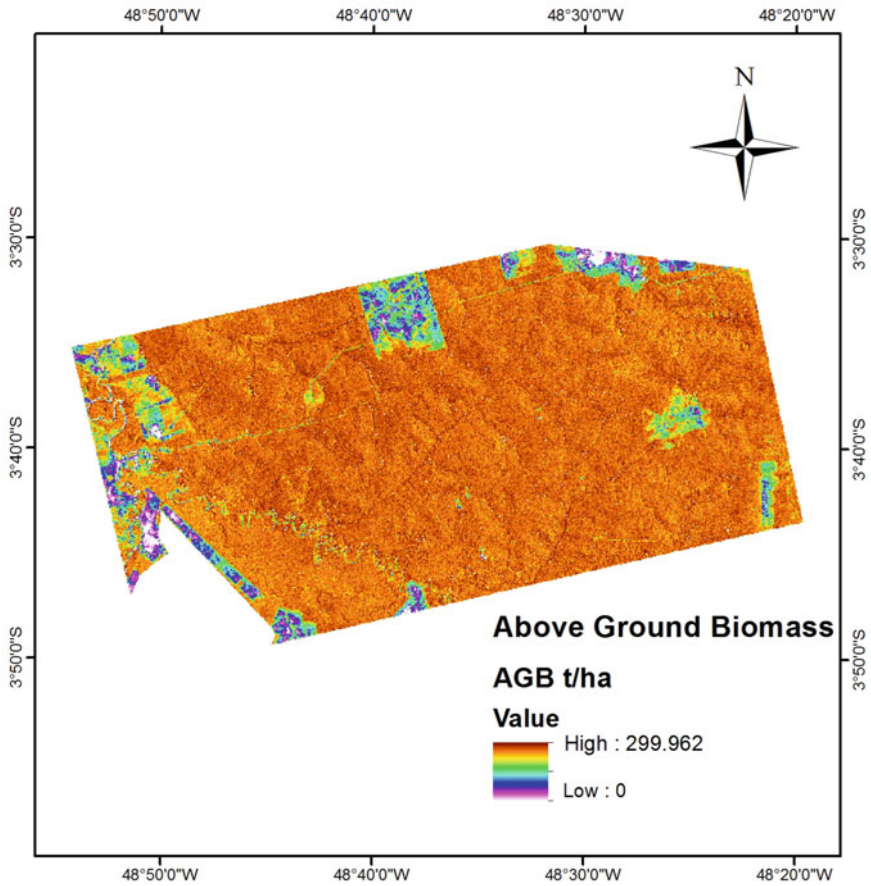 48°50'0"W 48°40'0"W 48°30'0"W 48°20'0"W
N
3°30'0"S 3°30'0"S
3°40'0"S 3°40'0"S
3°50'0"S 3°50'0"S
Above Ground Biomass
AGB t/ha
Value
High : 299.962
Low : 0
48°50'0"W 48°40'0"W 48°30'0"W 48°20'0"W